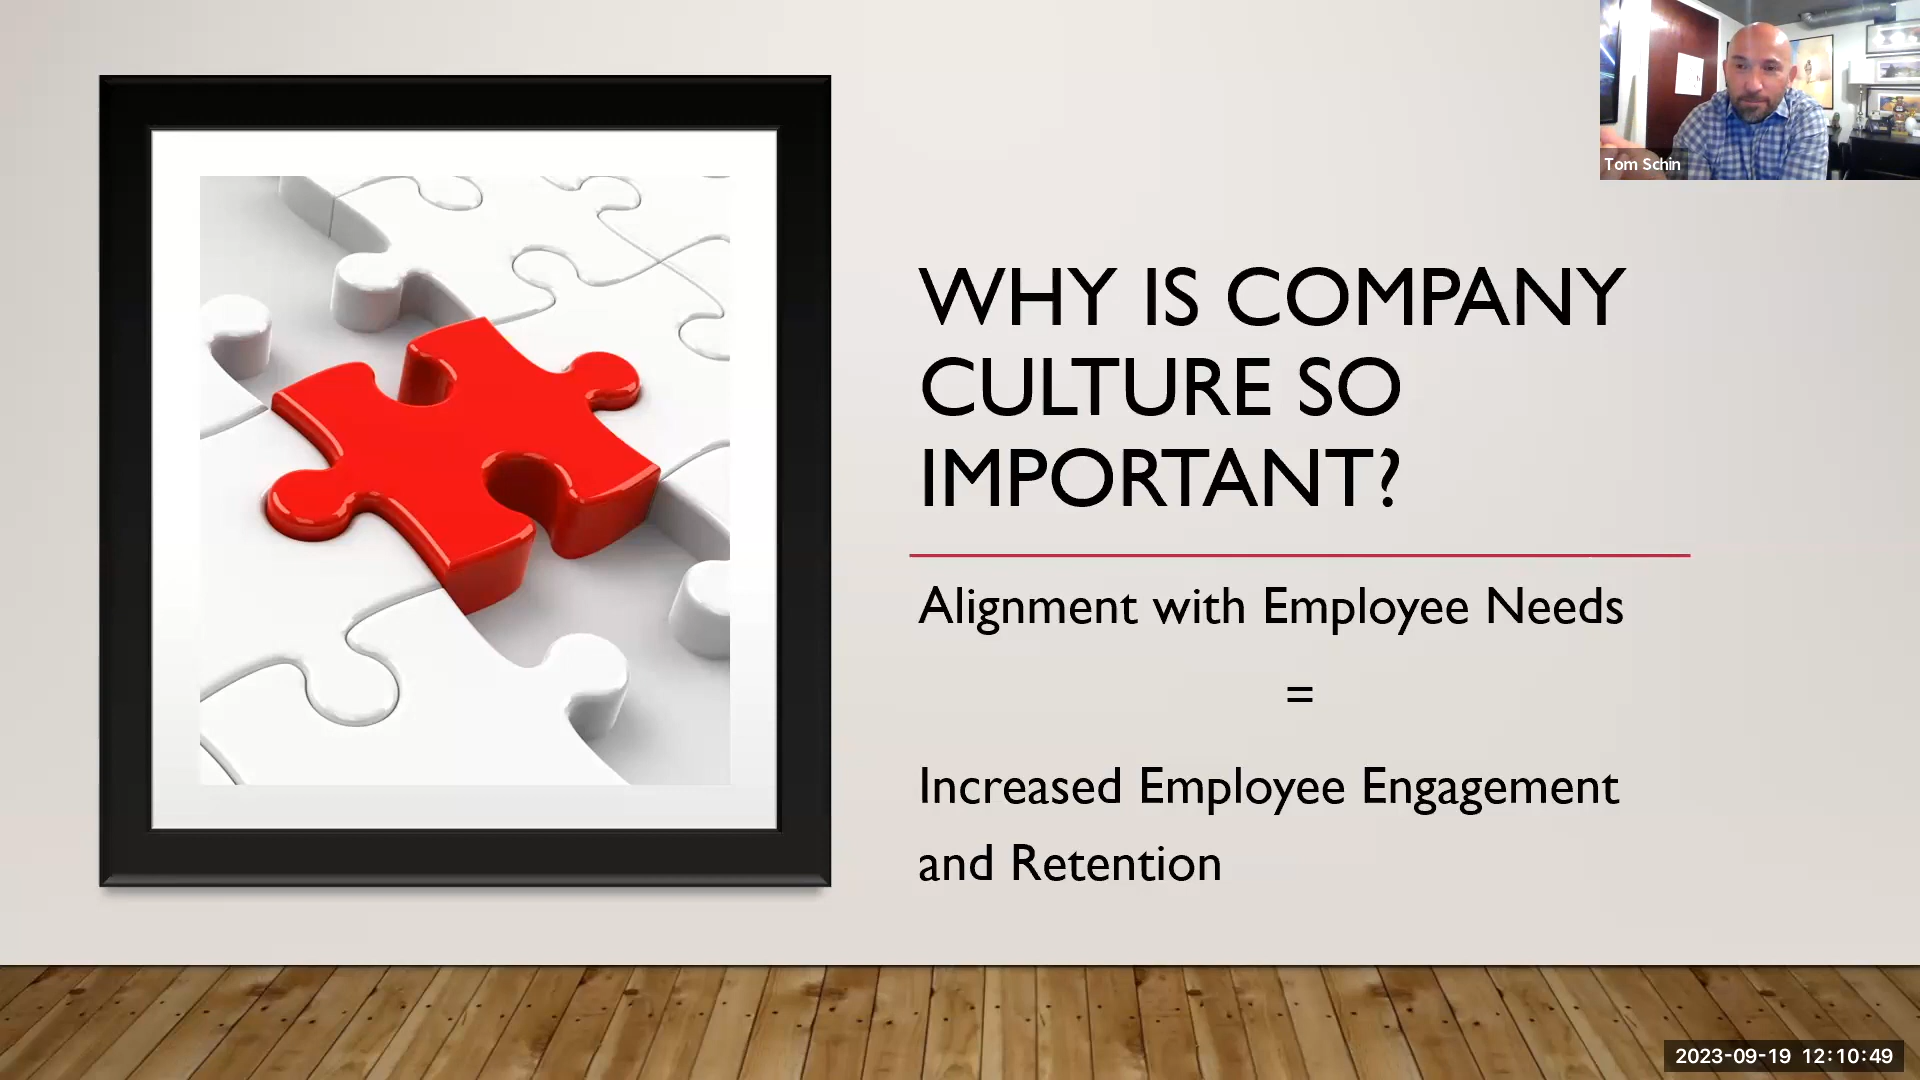 Tom Schin
WHY IS COMPANY
CULTURE SO
IMPORTANT?
Alignment with Employee Needs
=
Increased Employee Engagement
and Retention
2023-09-19 12:10:49